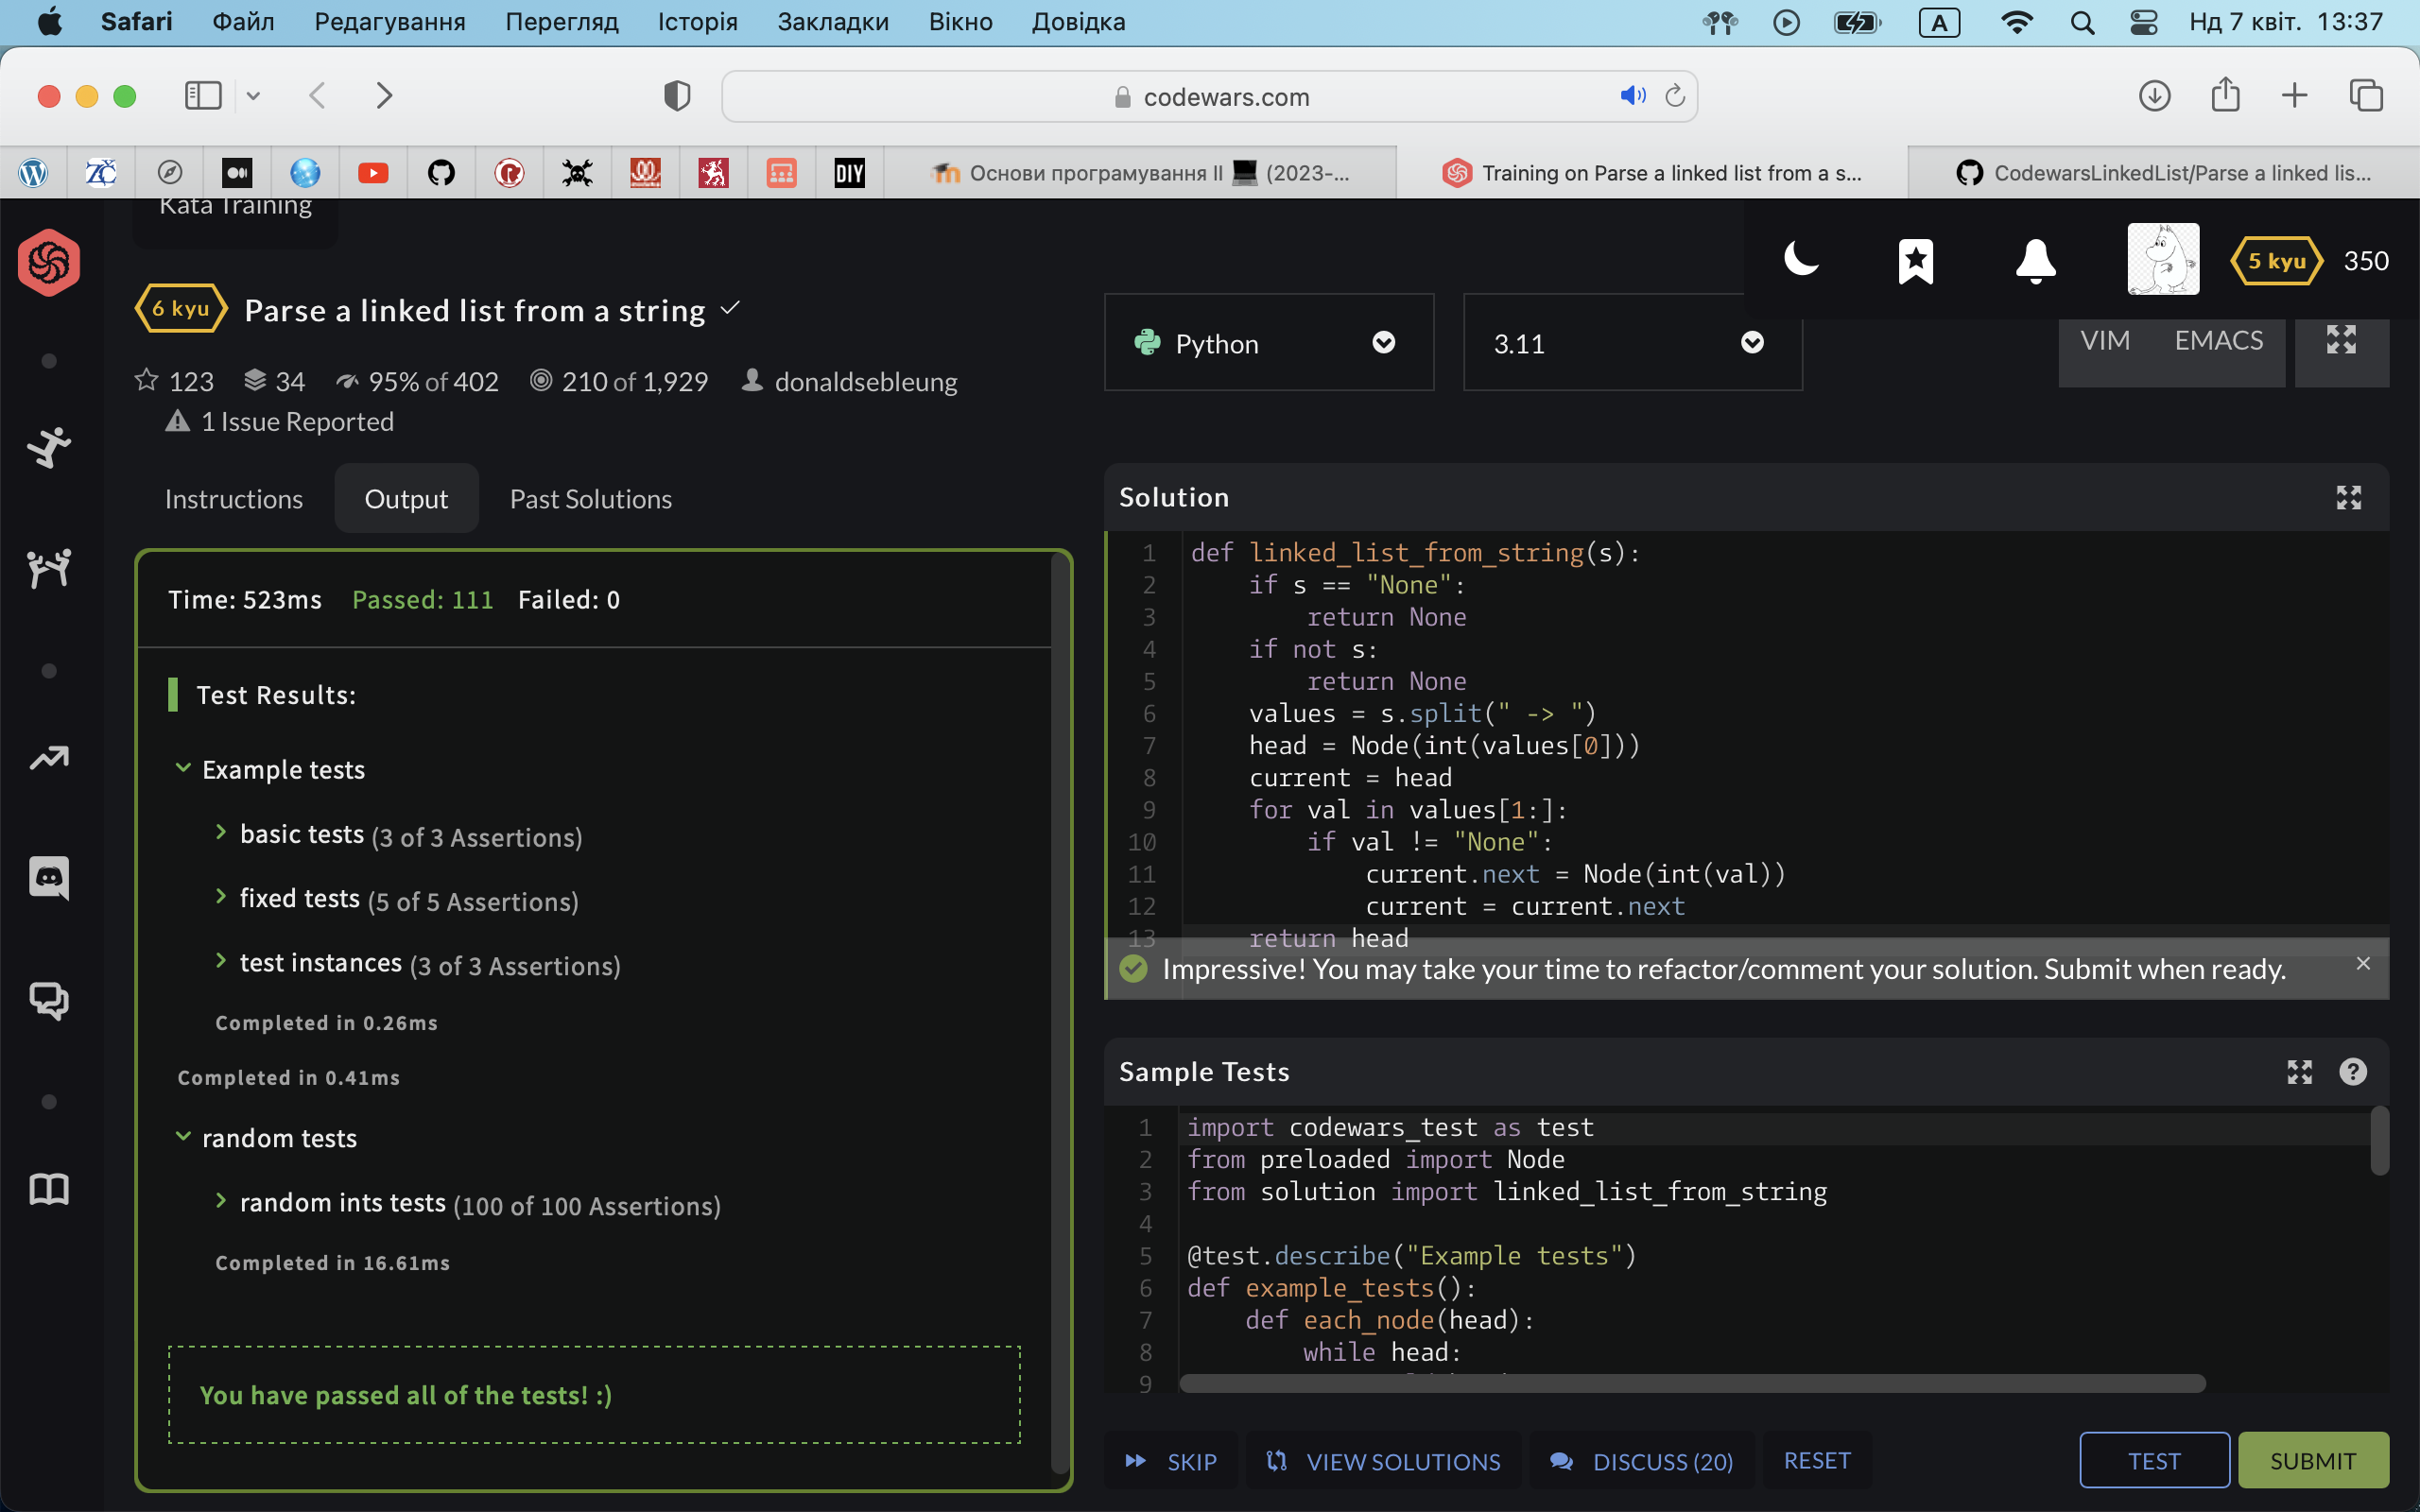 Safari Файл Редагування Перегляд Історія Закладки Вікно Довідка A Нд 7 квіт. 13:37
codewars.com
DIY Основи програмування II 💻 (2023-... Training on Parse a linked list from a s... CodewarsLinkedList/Parse a linked lis...
Kata Training
5 kyu 350
6 kyu Parse a linked list from a string
123 34 95% of 402 210 of 1,929 donaldsebleung
1 Issue Reported
Python 3.11 VIM EMACS
Instructions Output Past Solutions
Time: 523ms Passed: 111 Failed: 0
Test Results:
Example tests
basic tests (3 of 3 Assertions)
fixed tests (5 of 5 Assertions)
test instances (3 of 3 Assertions)
Completed in 0.26ms
Completed in 0.41ms
random tests
random ints tests (100 of 100 Assertions)
Completed in 16.61ms
You have passed all of the tests! :)
Solution
1 def linked_list_from_string(s):
2 if s == "None":
3 return None
4 if not s:
5 return None
6 values = s.split(" -> ")
7 head = Node(int(values[0]))
8 current = head
9 for val in values[1:]:
10 if val != "None":
11 current.next = Node(int(val))
12 current = current.next
13 return head
Impressive! You may take your time to refactor/comment your solution. Submit when ready.
Sample Tests
1 import codewars_test as test
2 from preloaded import Node
3 from solution import linked_list_from_string
4
5 @test.describe("Example tests")
6 def example_tests():
7 def each_node(head):
8 while head:
9
SKIP VIEW SOLUTIONS DISCUSS (20) RESET TEST SUBMIT